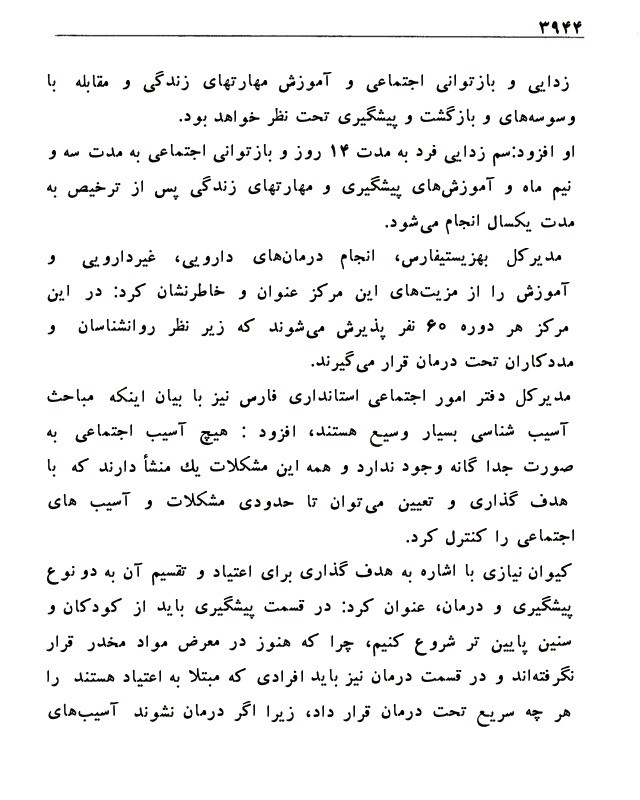 ۳۹۴۴
زدایی و بازتوانی اجتماعی و آموزش مهارتهای زندگی و مقابله با
وسوسه‌های و بازگشت و پیشگیری تحت نظر خواهد بود.
او افزود:سم زدایی فرد به مدت ۱۴ روز و بازتوانی اجتماعی به مدت سه و
نیم ماه و آموزش‌های پیشگیری و مهارتهای زندگی پس از ترخیص به
مدت یکسال انجام می‌شود.
مدیرکل بهزیستیفارس، انجام درمان‌های دارویی، غیردارویی و
آموزش را از مزیت‌های این مرکز عنوان و خاطرنشان کرد: در این
مرکز هر دوره ۶۰ نفر پذیرش می‌شوند که زیر نظر روانشناسان و
مددکاران تحت درمان قرار می‌گیرند.
مدیرکل دفتر امور اجتماعی استانداری فارس نیز با بیان اینکه مباحث
آسیب شناسی بسیار وسیع هستند، افزود : هیچ آسیب اجتماعی به
صورت جدا گانه وجود ندارد و همه این مشکلات یك منشأ دارند که با
هدف گذاری و تعیین می‌توان تا حدودی مشکلات و آسیب های
اجتماعی را کنترل کرد.
کیوان نیازی با اشاره به هدف گذاری برای اعتیاد و تقسیم آن به دو نوع
پیشگیری و درمان، عنوان کرد: در قسمت پیشگیری باید از کودکان و
سنین پایین تر شروع کنیم، چرا که هنوز در معرض مواد مخدر قرار
نگرفته‌اند و در قسمت درمان نیز باید افرادی که مبتلا به اعتیاد هستند را
هر چه سریع تحت درمان قرار داد، زیرا اگر درمان نشوند آسیب‌های